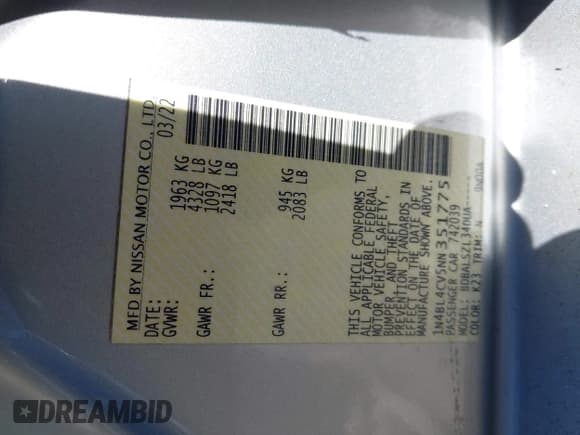 MFD BY NISSAN MOTOR CO., LTD.
DATE: 03/22
GVWR: 1963 KG
4328 LB
GAWR FR.: 1097 KG
2418 LB
GAWR RR.: 945 KG
2083 LB
THIS VEHICLE CONFORMS TO
ALL APPLICABLE FEDERAL
MOTOR VEHICLE SAFETY,
BUMPER, AND THEFT
PREVENTION STANDARDS IN
EFFECT ON THE DATE OF
MANUFACTURE SHOWN ABOVE.
1N4BL4CV5NN351775
PASSENGER CAR 742039
MODEL: BDBALSZL34UUA
COLOR: K23 TRIM: N
DREAMBID